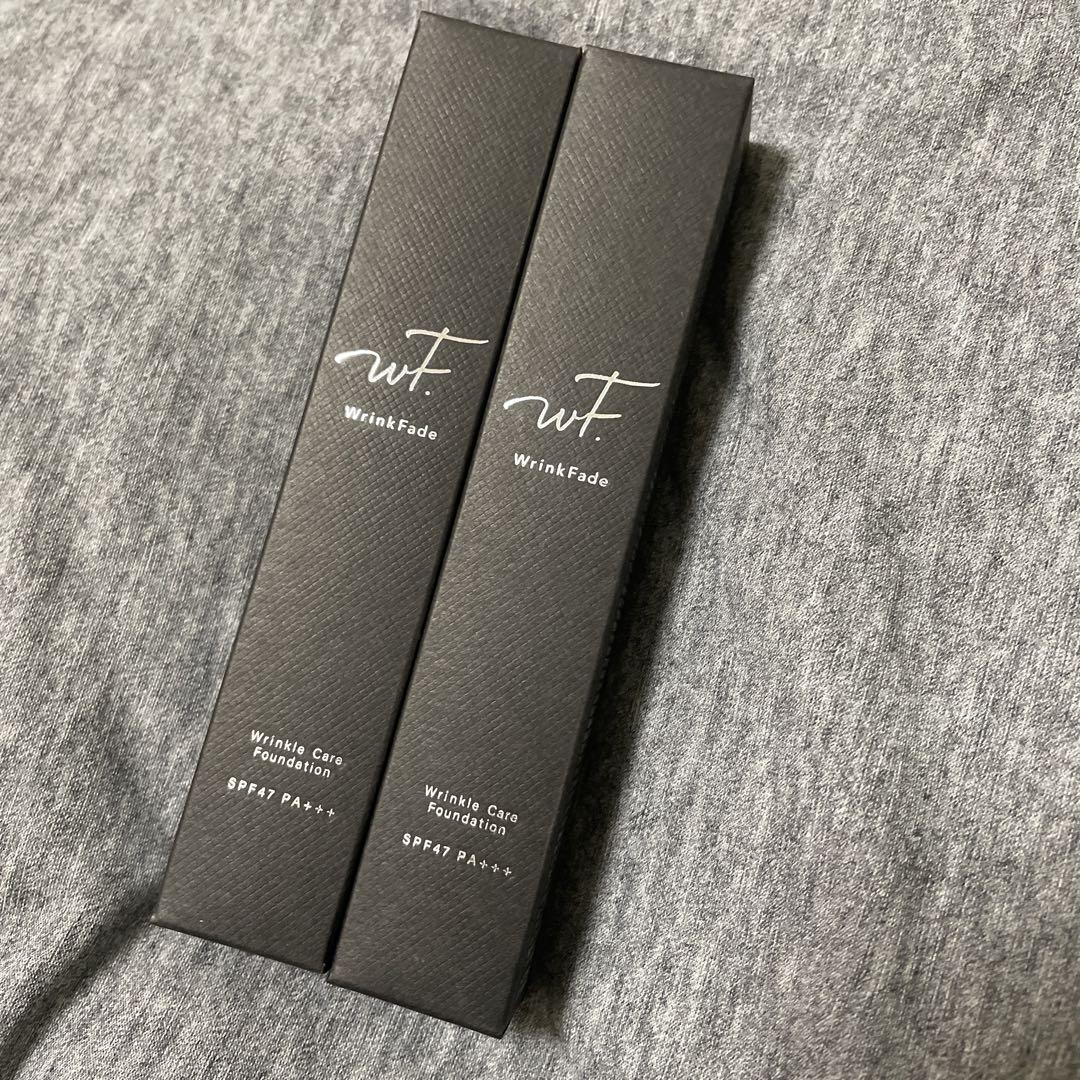 wF.
WrinkFade
Wrinkle Care
Foundation
SPF47 PA+++
wF.
WrinkFade
Wrinkle Care
Foundation
SPF47 PA+++